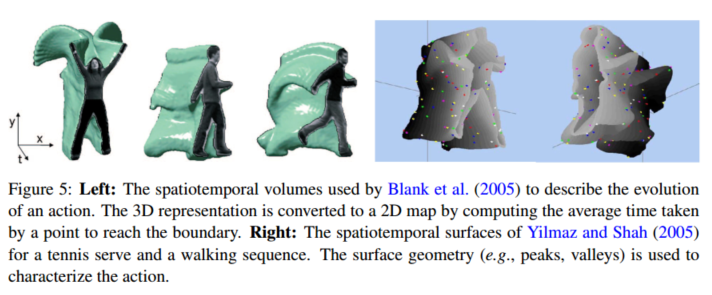 y
x
t
Figure 5: Left: The spatiotemporal volumes used by Blank et al. (2005) to describe the evolution
of an action. The 3D representation is converted to a 2D map by computing the average time taken
by a point to reach the boundary. Right: The spatiotemporal surfaces of Yilmaz and Shah (2005)
for a tennis serve and a walking sequence. The surface geometry (e.g., peaks, valleys) is used to
characterize the action.